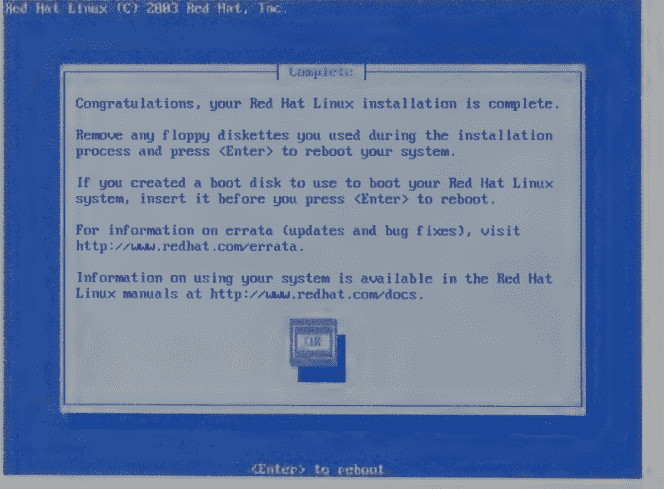 Red Hat Linux (C) 2003 Red Hat, Inc.
Complete
Congratulations, your Red Hat Linux installation is complete.
Remove any floppy diskettes you used during the installation
process and press <Enter> to reboot your system.
If you created a boot disk to use to boot your Red Hat Linux
system, insert it before you press <Enter> to reboot.
For information on errata (updates and bug fixes), visit
http://www.redhat.com/errata.
Information on using your system is available in the Red Hat
Linux manuals at http://www.redhat.com/docs.
OK
<Enter> to reboot